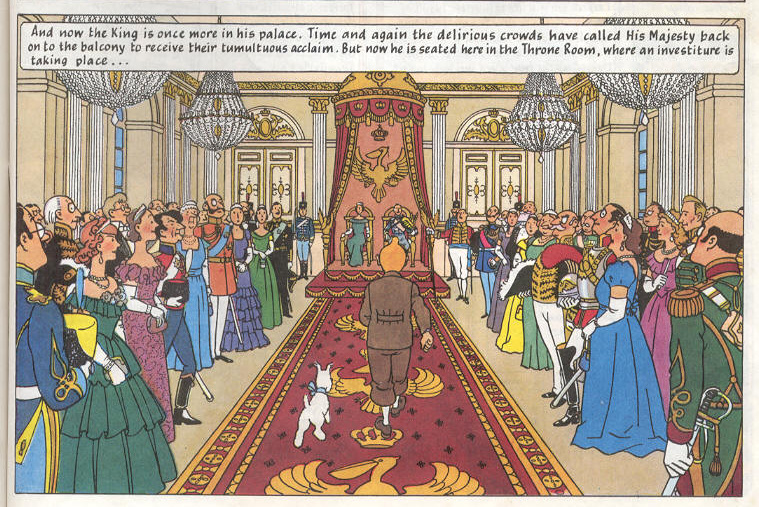 And now the King is once more in his palace. Time and again the delirious crowds have called His Majesty back
on to the balcony to receive their tumultuous acclaim. But now he is seated here in the Throne Room, where an investiture is
taking place...